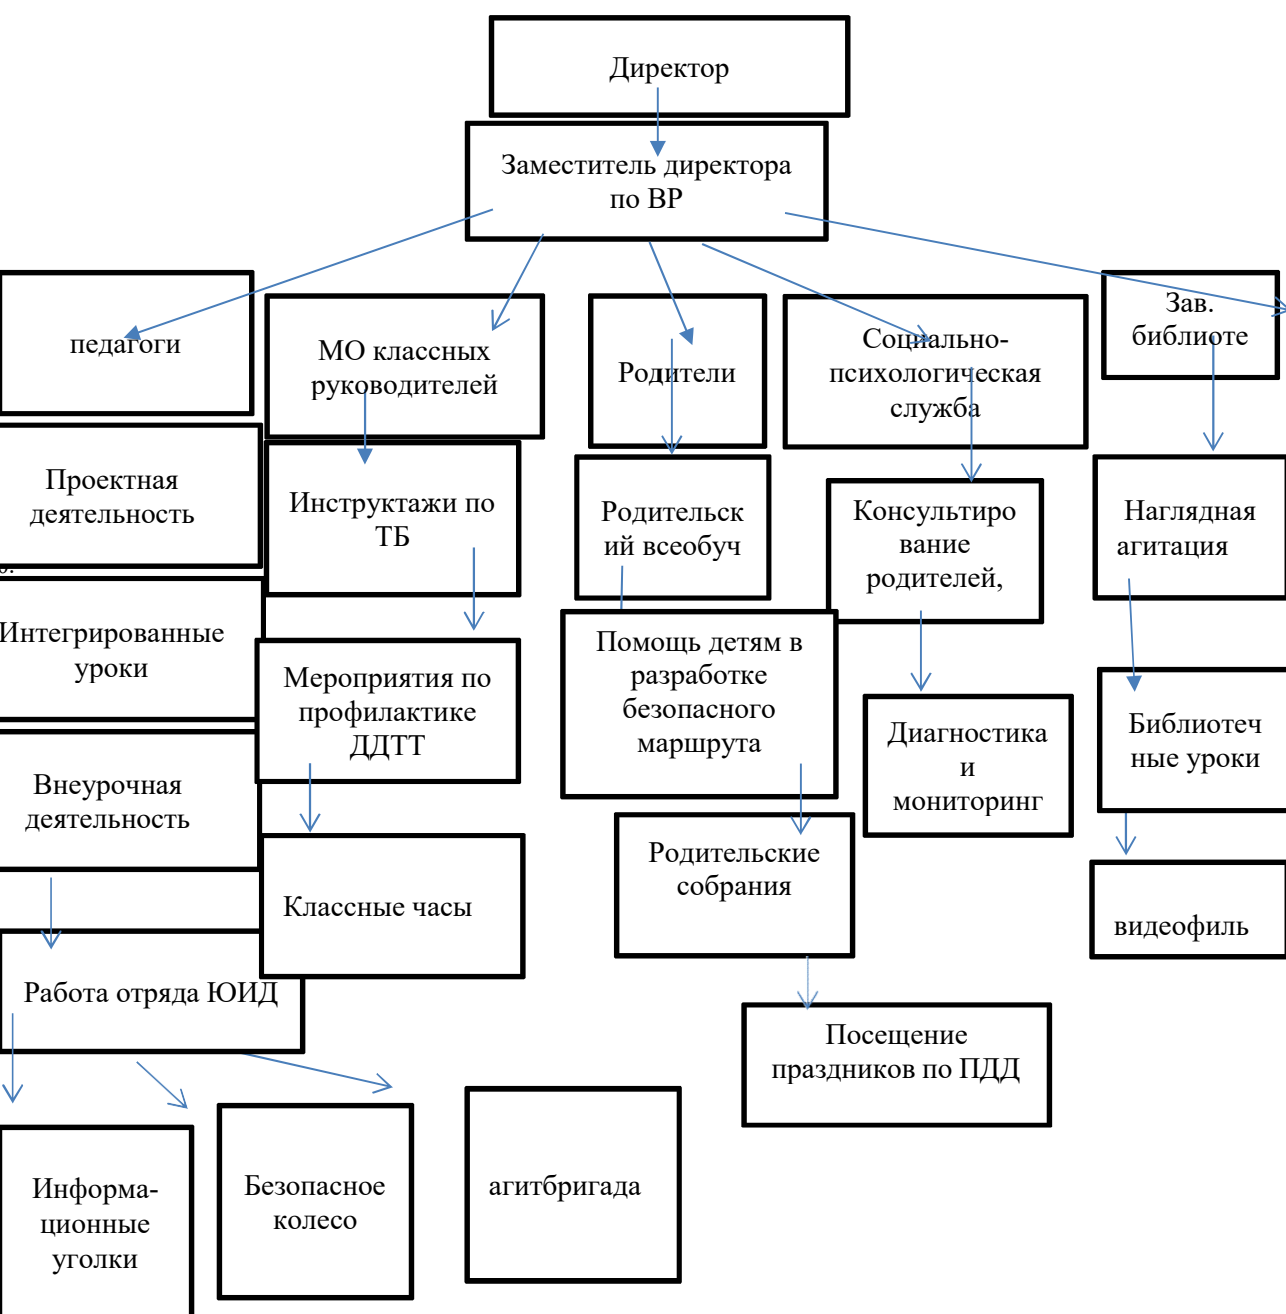 Директор
Заместитель директора
по ВР
педагоги
МО классных
руководителей
Родители
Социально-
психологическая
служба
Зав.
библиоте
Проектная
деятельность
Инструктажи по
ТБ
Родительск
ий всеобуч
Консультиро
вание
родителей,
Наглядная
агитация
Интегрированные
уроки
Мероприятия по
профилактике
ДДТТ
Помощь детям в
разработке
безопасного
маршрута
Диагностика
и
мониторинг
Библиотеч
ные уроки
Внеурочная
деятельность
Классные часы
Родительские
собрания
видеофиль
Работа отряда ЮИД
Посещение
праздников по ПДД
Информа-
ционные
уголки
Безопасное
колесо
агитбригада